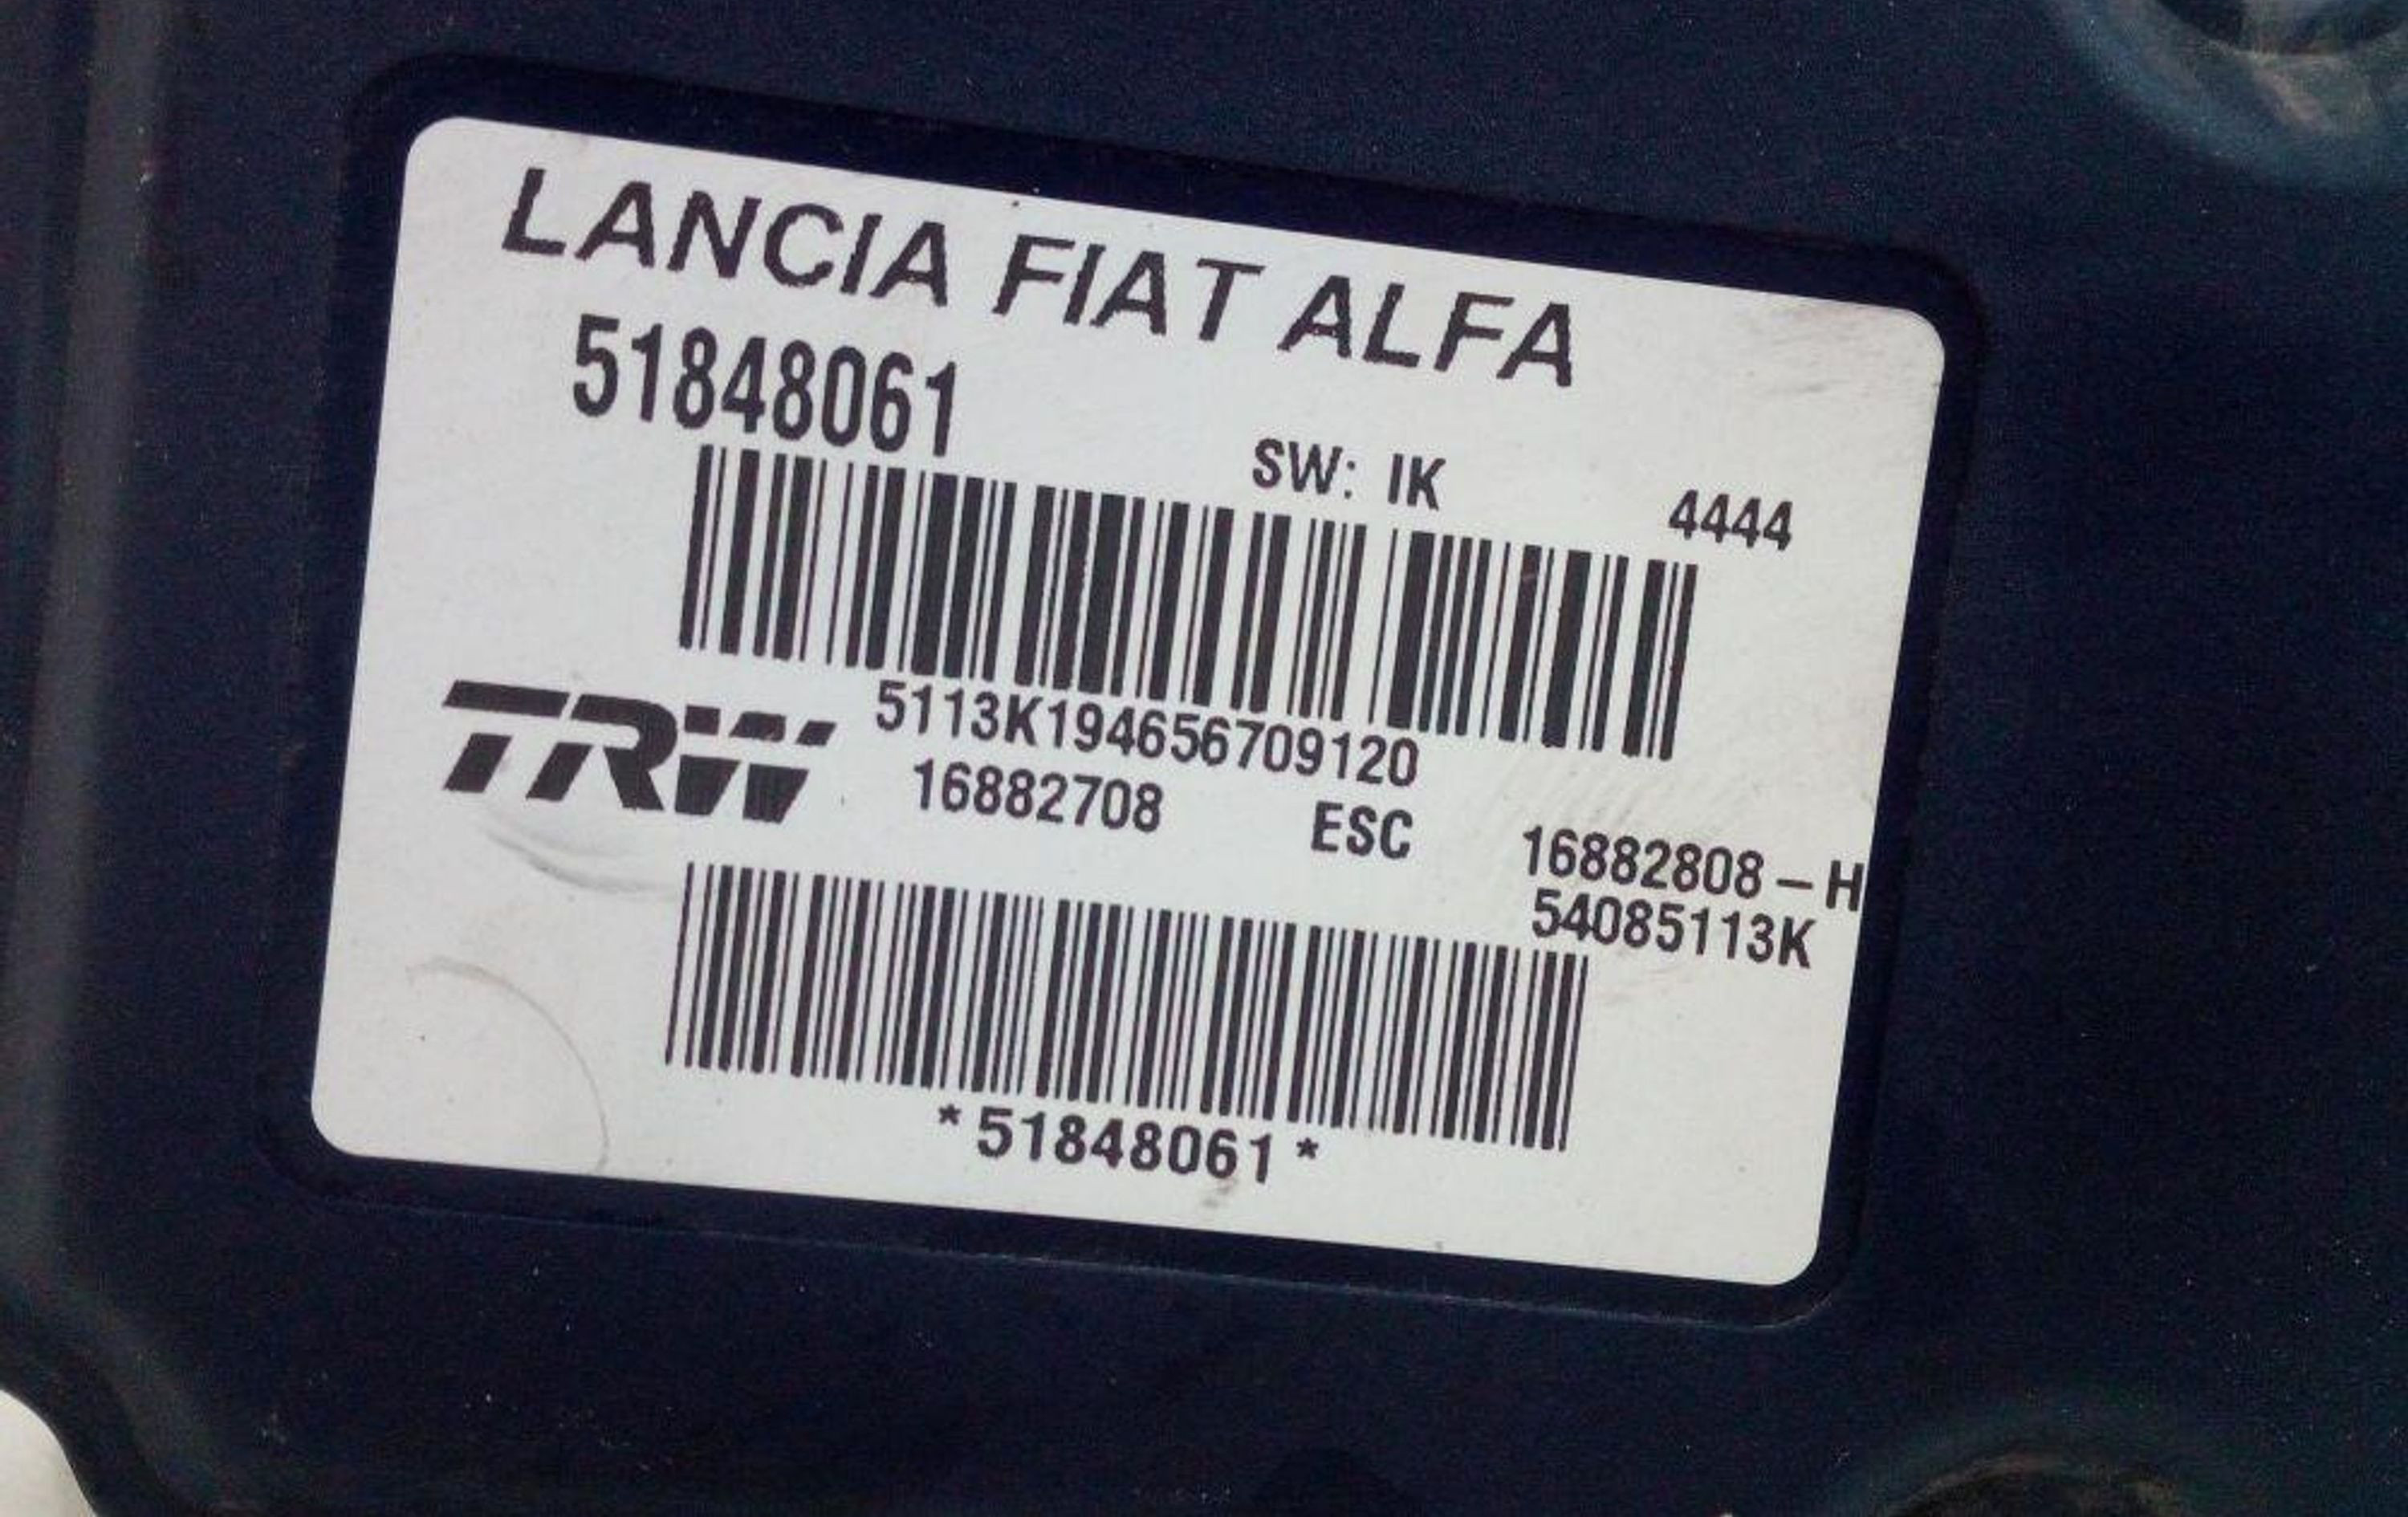 LANCIA FIAT ALFA
51848061
SW: IK 4444
TRW 5113K194656709120
16882708 ESC 16882808-H
54085113K
*51848061*